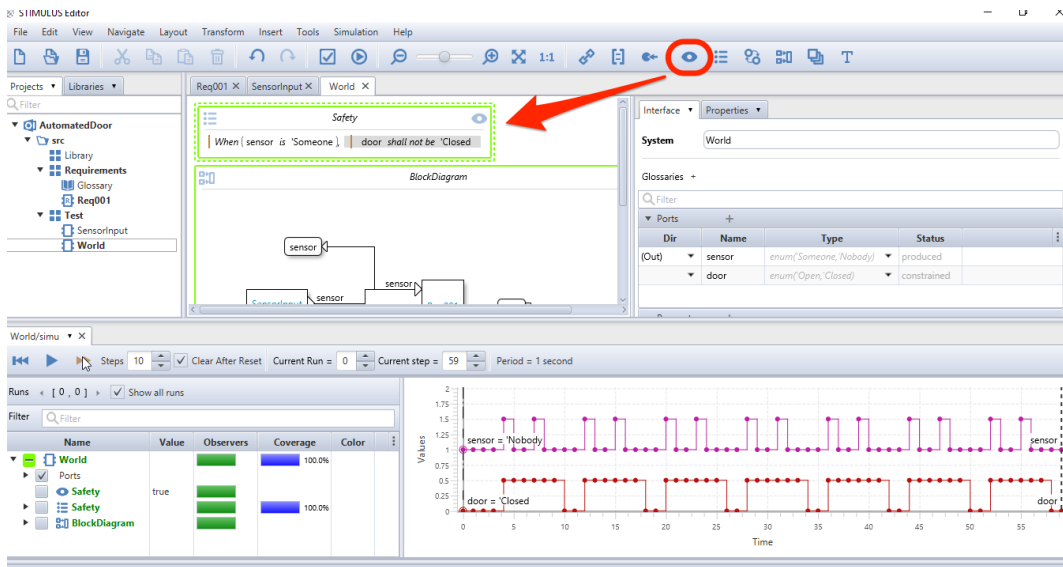 STIMULUS Editor
File Edit View Navigate Layout Transform Insert Tools Simulation Help
1:1 T
Projects Libraries
Filter
AutomatedDoor
src
Library
Requirements
Glossary
Req001
Test
SensorInput
World
Req001 SensorInput World
Safety
When ( sensor is 'Someone ), door shall not be 'Closed
BlockDiagram
sensor
sensor
sensor
Interface Properties
System World
Glossaries +
Filter
Ports +
Dir Name Type Status
(Out) sensor enum('Someone,'Nobody) produced
door enum('Open,'Closed) constrained
World/simu
Steps 10 Clear After Reset Current Run = 0 Current step = 59 Period = 1 second
Runs [ 0 , 0 ] Show all runs
Filter Filter
Name Value Observers Coverage Color
World 100.0%
Ports
Safety true
Safety 100.0%
BlockDiagram
Values
2
1.75
1.5
1.25
1
0.75
0.5
0.25
0
sensor = 'Nobody sensor
door = 'Closed door
0 5 10 15 20 25 30 35 40 45 50 55
Time